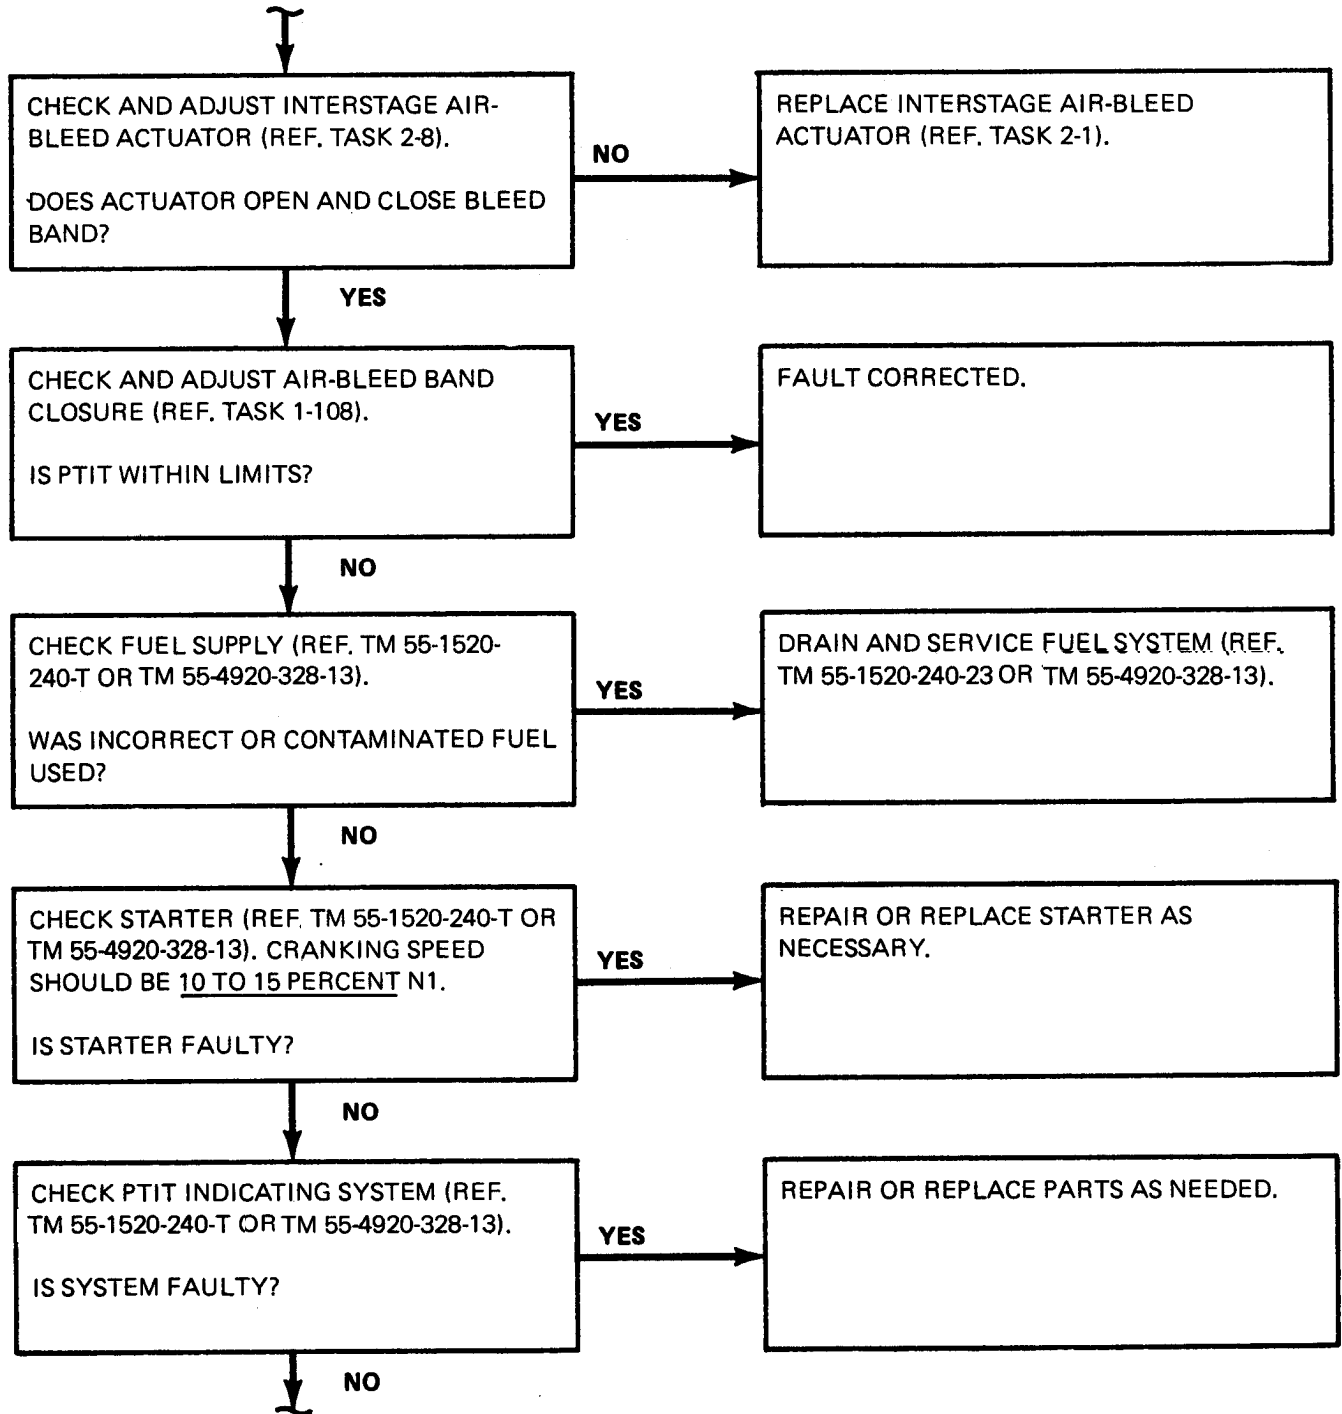 CHECK AND ADJUST INTERSTAGE AIR-
BLEED ACTUATOR (REF. TASK 2-8).
DOES ACTUATOR OPEN AND CLOSE BLEED
BAND?
NO
REPLACE INTERSTAGE AIR-BLEED
ACTUATOR (REF. TASK 2-1).
YES
CHECK AND ADJUST AIR-BLEED BAND
CLOSURE (REF. TASK 1-108).
IS PTIT WITHIN LIMITS?
YES
FAULT CORRECTED.
NO
CHECK FUEL SUPPLY (REF. TM 55-1520-
240-T OR TM 55-4920-328-13).
WAS INCORRECT OR CONTAMINATED FUEL
USED?
YES
DRAIN AND SERVICE FUEL SYSTEM (REF.
TM 55-1520-240-23 OR TM 55-4920-328-13).
NO
CHECK STARTER (REF. TM 55-1520-240-T OR
TM 55-4920-328-13). CRANKING SPEED
SHOULD BE 10 TO 15 PERCENT N1.
IS STARTER FAULTY?
YES
REPAIR OR REPLACE STARTER AS
NECESSARY.
NO
CHECK PTIT INDICATING SYSTEM (REF.
TM 55-1520-240-T OR TM 55-4920-328-13).
IS SYSTEM FAULTY?
YES
REPAIR OR REPLACE PARTS AS NEEDED.
NO